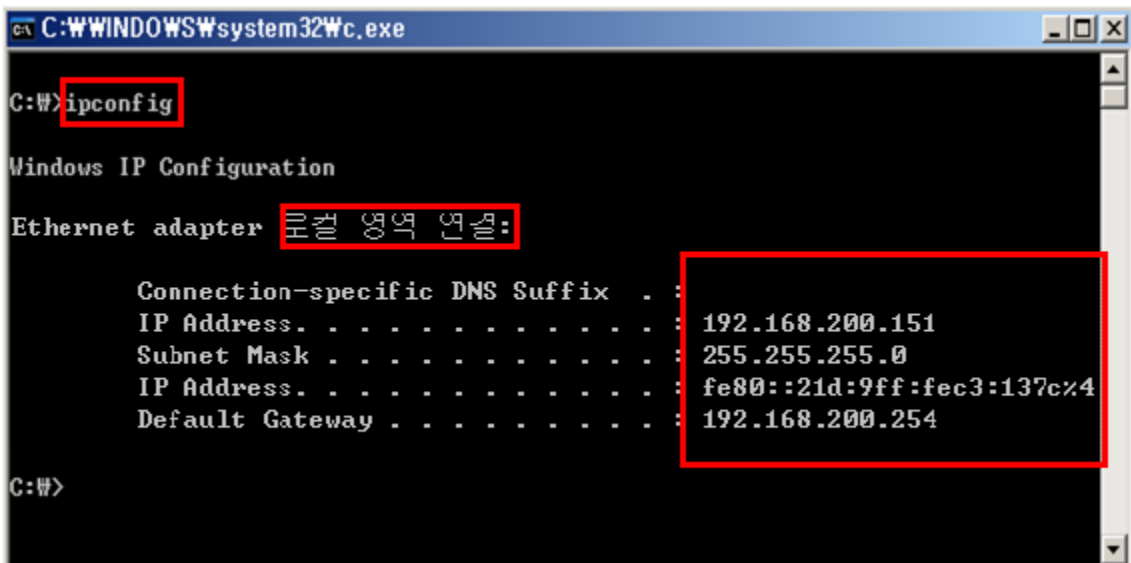 C:₩WINDOWS₩system32₩c.exe
C:₩>ipconfig
Windows IP Configuration
Ethernet adapter 로컬 영역 연결:
Connection-specific DNS Suffix . :
IP Address. . . . . . . . . . . . : 192.168.200.151
Subnet Mask . . . . . . . . . . . : 255.255.255.0
IP Address. . . . . . . . . . . . : fe80::21d:9ff:fec3:137c%4
Default Gateway . . . . . . . . . : 192.168.200.254
C:₩>